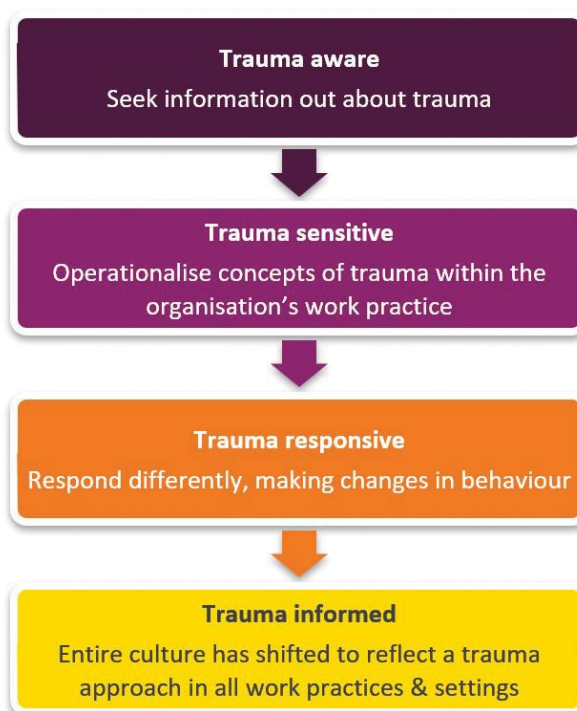 Trauma aware
Seek information out about trauma
Trauma sensitive
Operationalise concepts of trauma within the
organisation's work practice
Trauma responsive
Respond differently, making changes in behaviour
Trauma informed
Entire culture has shifted to reflect a trauma
approach in all work practices & settings